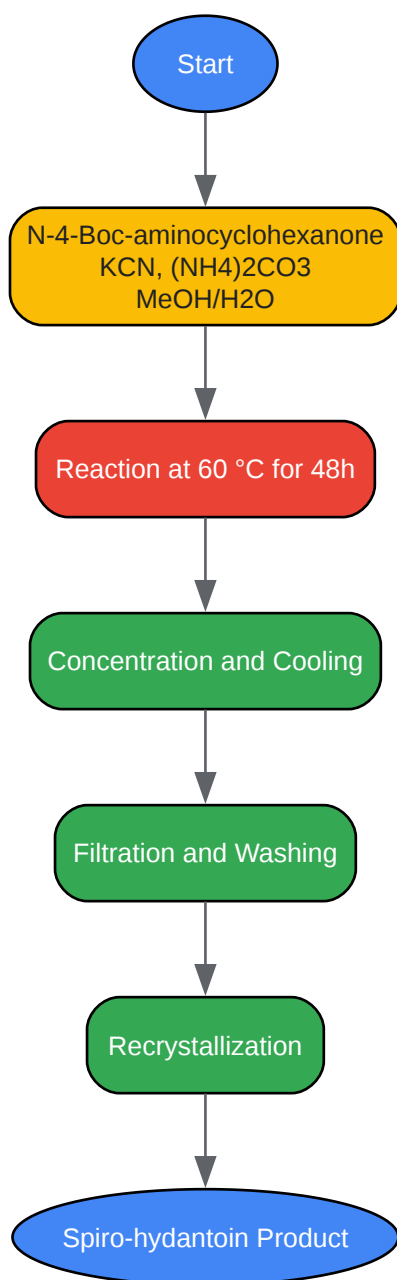 Start
N-4-Boc-aminocyclohexanone
KCN, (NH4)2CO3
MeOH/H2O
Reaction at 60 °C for 48h
Concentration and Cooling
Filtration and Washing
Recrystallization
Spiro-hydantoin Product